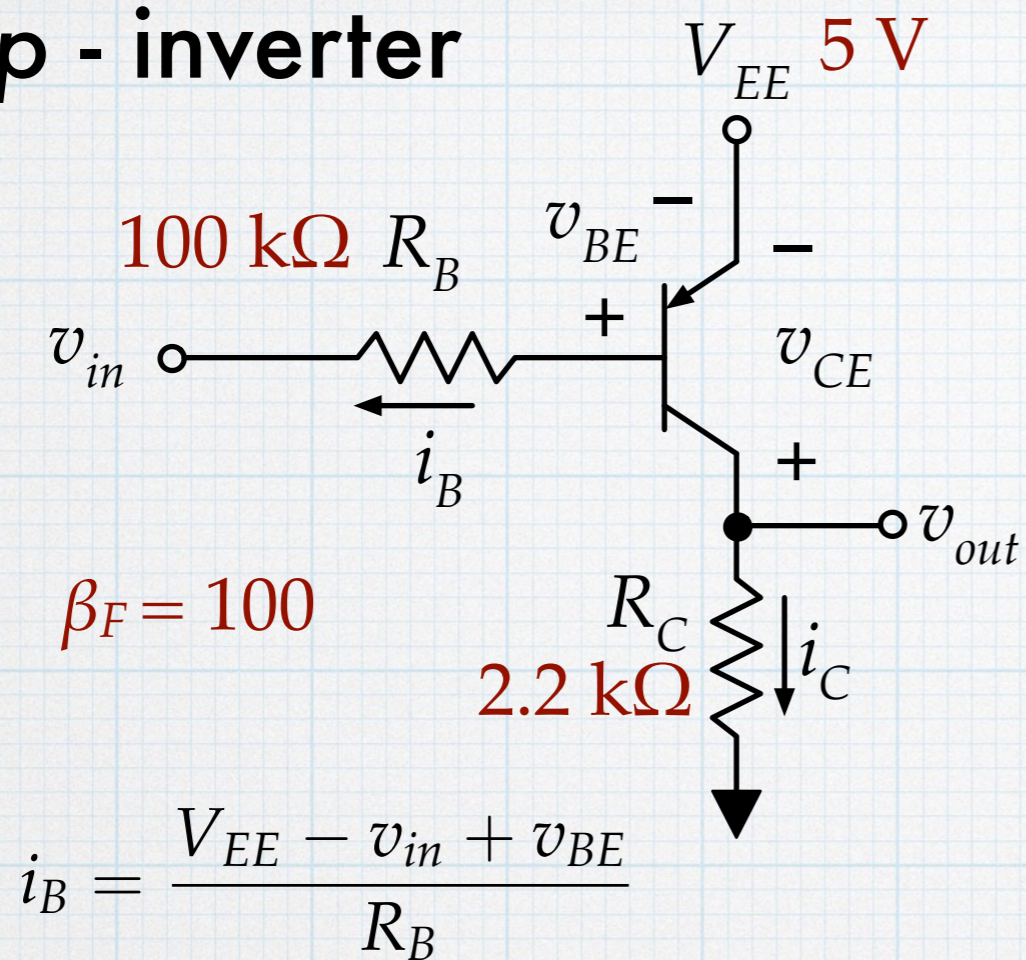 p - inverter
V_EE 5 V
100 kΩ R_B
v_BE −
−
+
v_in
v_CE
i_B
+
v_out
β_F = 100
R_C
i_C
2.2 kΩ
i_B = (V_EE − v_in + v_BE) / R_B